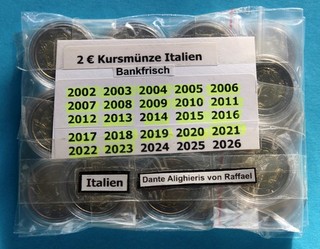 2 € Kursmünze Italien
Bankfrisch
2002 2003 2004 2005 2006
2007 2008 2009 2010 2011
2012 2013 2014 2015 2016
2017 2018 2019 2020 2021
2022 2023 2024 2025 2026
Italien
Dante Alighieris von Raffael